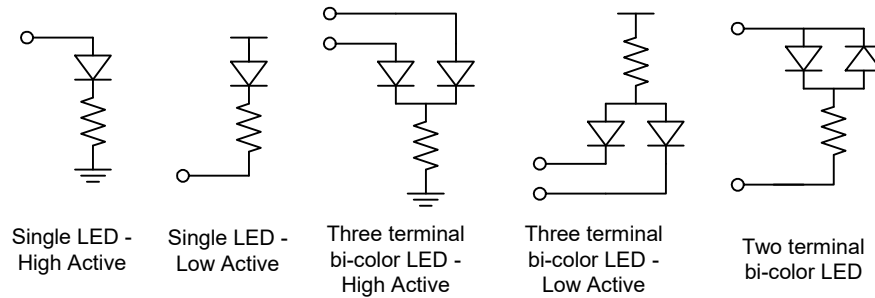 Single LED -
High Active
Single LED -
Low Active
Three terminal
bi-color LED -
High Active
Three terminal
bi-color LED -
Low Active
Two terminal
bi-color LED